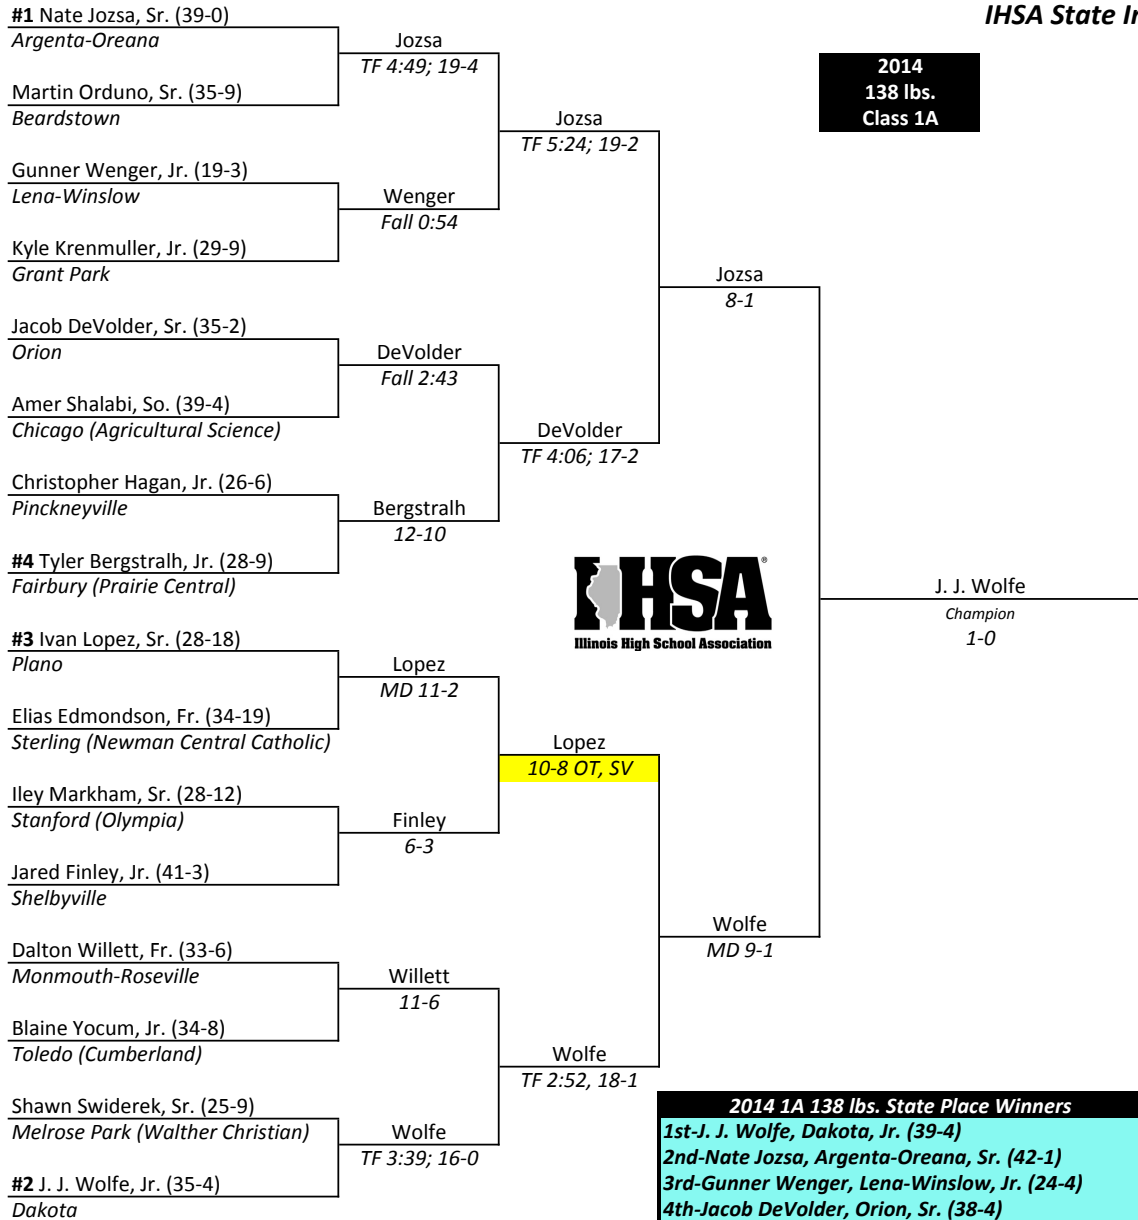 IHSA State In
#1 Nate Jozsa, Sr. (39-0)
Argenta-Oreana
Jozsa
TF 4:49; 19-4
Martin Orduno, Sr. (35-9)
Beardstown
2014
138 lbs.
Class 1A
Jozsa
TF 5:24; 19-2
Gunner Wenger, Jr. (19-3)
Lena-Winslow
Wenger
Fall 0:54
Kyle Krenmuller, Jr. (29-9)
Grant Park
Jozsa
8-1
Jacob DeVolder, Sr. (35-2)
Orion
DeVolder
Fall 2:43
Amer Shalabi, So. (39-4)
Chicago (Agricultural Science)
DeVolder
TF 4:06; 17-2
Christopher Hagan, Jr. (26-6)
Pinckneyville
Bergstralh
12-10
#4 Tyler Bergstralh, Jr. (28-9)
Fairbury (Prairie Central)
IHSA®
Illinois High School Association
J. J. Wolfe
Champion
1-0
#3 Ivan Lopez, Sr. (28-18)
Plano
Lopez
MD 11-2
Elias Edmondson, Fr. (34-19)
Sterling (Newman Central Catholic)
Lopez
10-8 OT, SV
Iley Markham, Sr. (28-12)
Stanford (Olympia)
Finley
6-3
Jared Finley, Jr. (41-3)
Shelbyville
Wolfe
MD 9-1
Dalton Willett, Fr. (33-6)
Monmouth-Roseville
Willett
11-6
Blaine Yocum, Jr. (34-8)
Toledo (Cumberland)
Wolfe
TF 2:52, 18-1
Shawn Swiderek, Sr. (25-9)
Melrose Park (Walther Christian)
Wolfe
TF 3:39; 16-0
#2 J. J. Wolfe, Jr. (35-4)
Dakota
2014 1A 138 lbs. State Place Winners
1st-J. J. Wolfe, Dakota, Jr. (39-4)
2nd-Nate Jozsa, Argenta-Oreana, Sr. (42-1)
3rd-Gunner Wenger, Lena-Winslow, Jr. (24-4)
4th-Jacob DeVolder, Orion, Sr. (38-4)